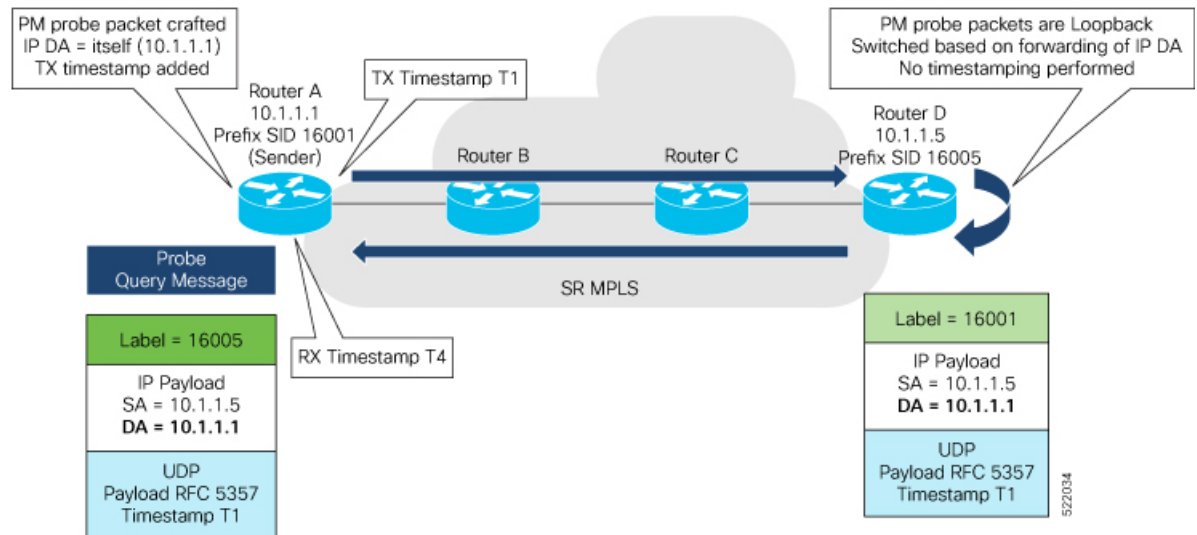 PM probe packet crafted
IP DA = itself (10.1.1.1)
TX timestamp added
TX Timestamp T1
PM probe packets are Loopback
Switched based on forwarding of IP DA
No timestamping performed
Router A
10.1.1.1
Prefix SID 16001
(Sender)
Router B
Router C
Router D
10.1.1.5
Prefix SID 16005
Probe
Query Message
SR MPLS
RX Timestamp T4
Label = 16005
IP Payload
SA = 10.1.1.5
DA = 10.1.1.1
UDP
Payload RFC 5357
Timestamp T1
Label = 16001
IP Payload
SA = 10.1.1.5
DA = 10.1.1.1
UDP
Payload RFC 5357
Timestamp T1
522034